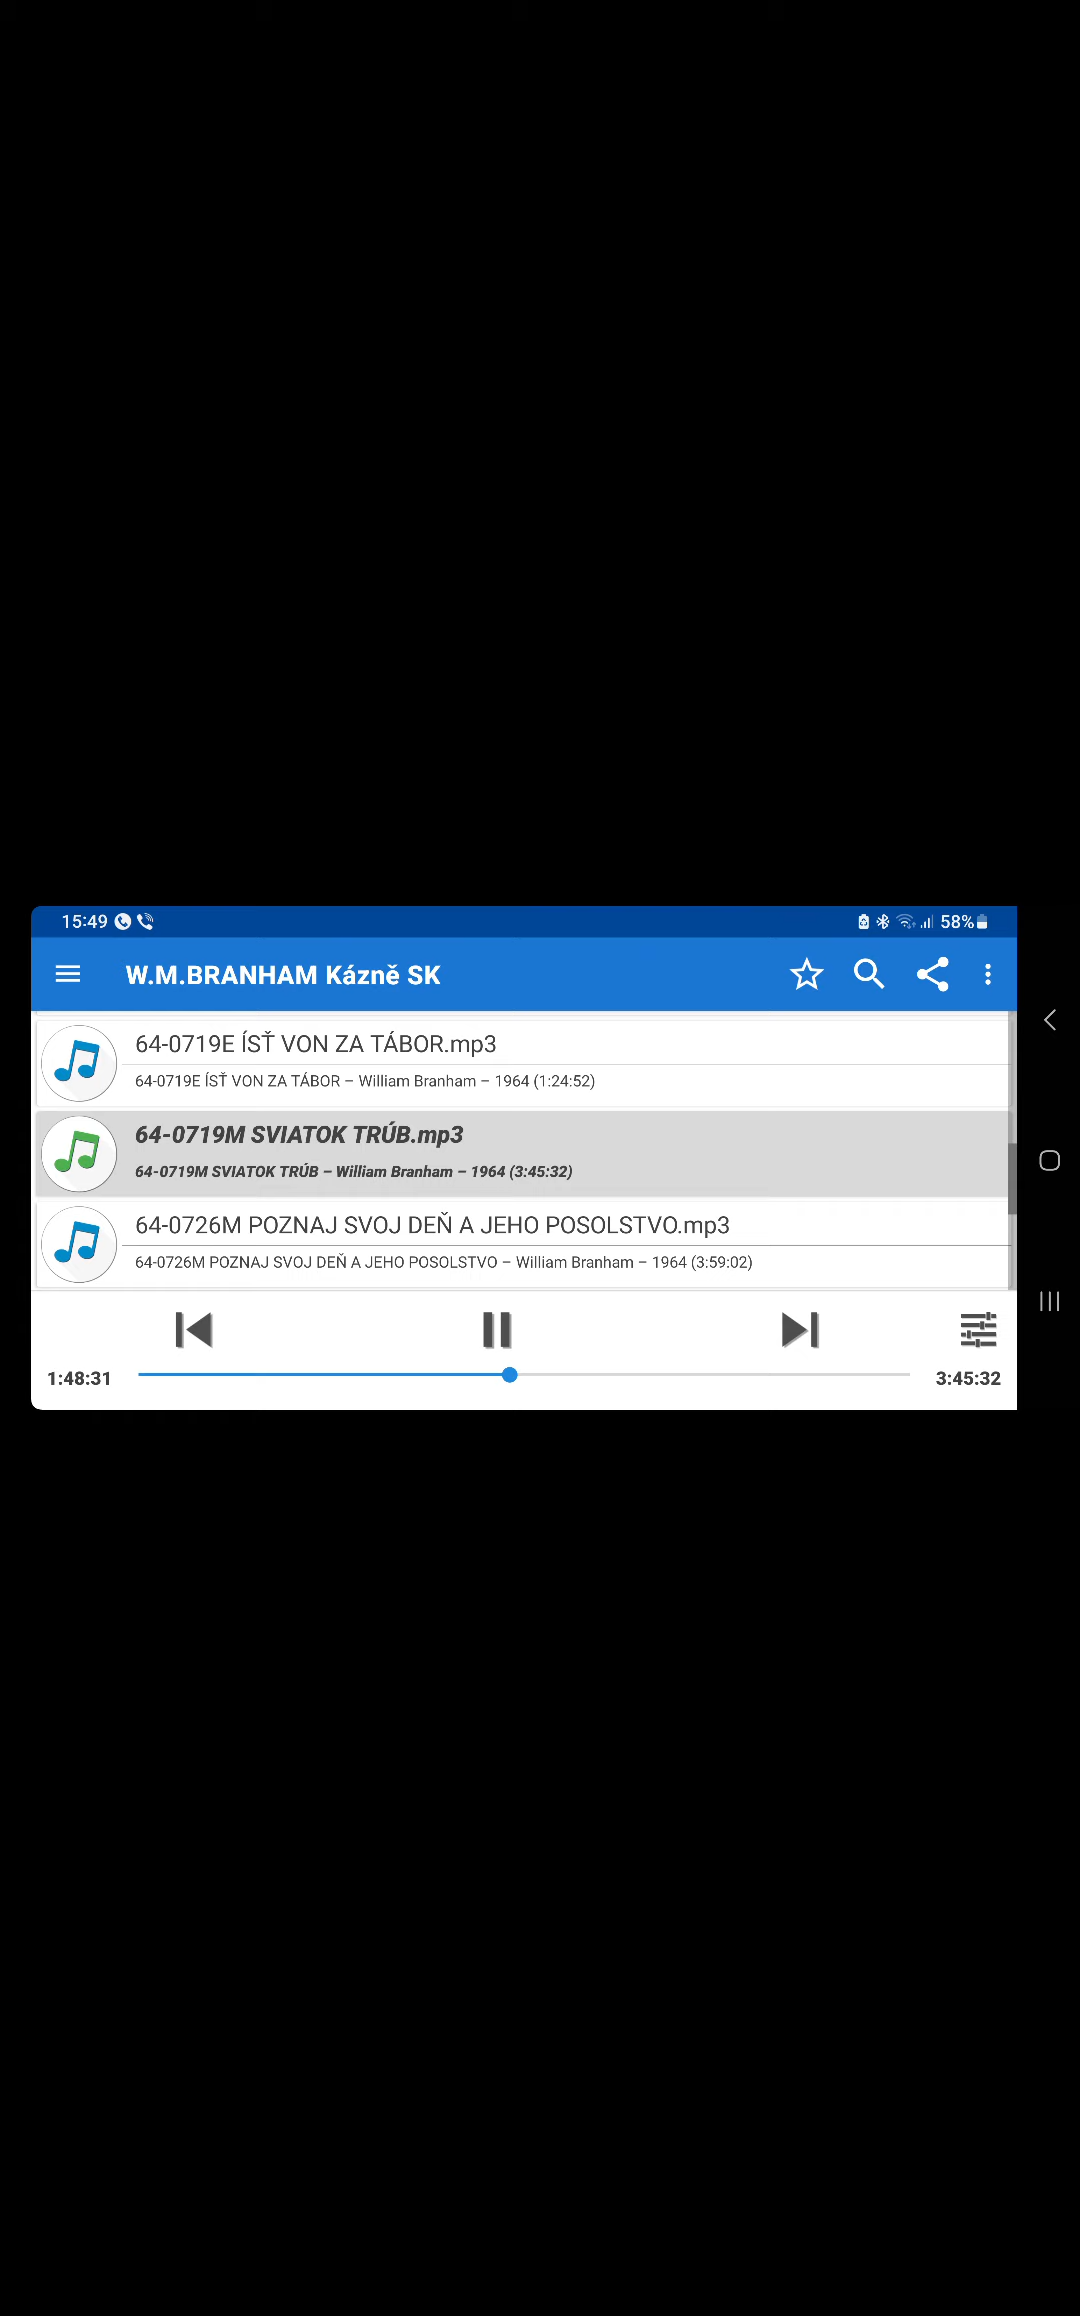 15:49
58%
W.M.BRANHAM Kázně SK
64-0719E ÍSŤ VON ZA TÁBOR.mp3
64-0719E ÍSŤ VON ZA TÁBOR – William Branham – 1964 (1:24:52)
64-0719M SVIATOK TRÚB.mp3
64-0719M SVIATOK TRÚB – William Branham – 1964 (3:45:32)
64-0726M POZNAJ SVOJ DEŇ A JEHO POSOLSTVO.mp3
64-0726M POZNAJ SVOJ DEŇ A JEHO POSOLSTVO – William Branham – 1964 (3:59:02)
1:48:31
3:45:32